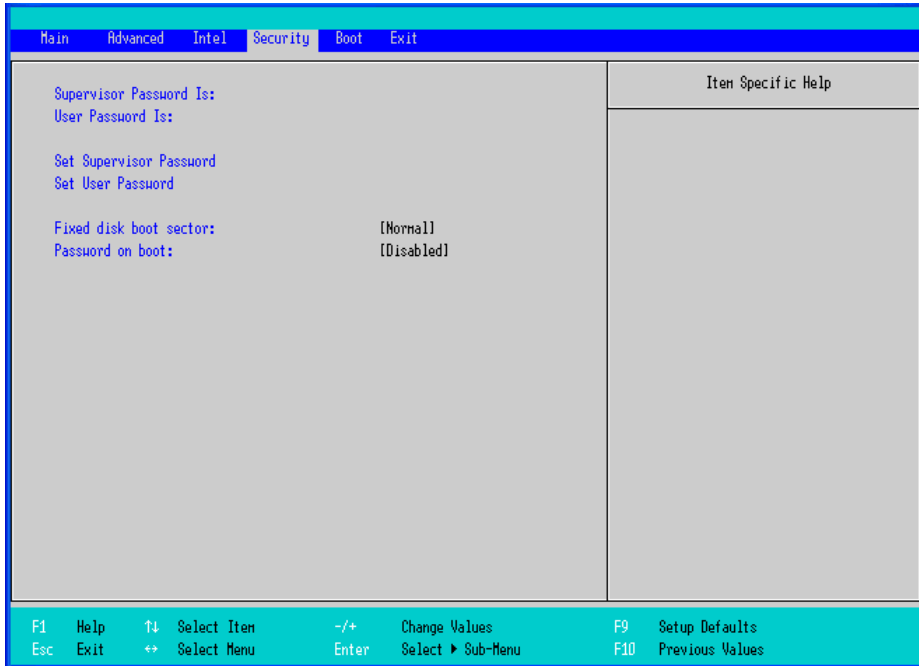 Main Advanced Intel Security Boot Exit
Item Specific Help
Supervisor Password Is:
User Password Is:
Set Supervisor Password
Set User Password
Fixed disk boot sector: [Normal]
Password on boot: [Disabled]
F1 Help ↑↓ Select Item -/+ Change Values F9 Setup Defaults
Esc Exit ↔ Select Menu Enter Select ▶ Sub-Menu F10 Previous Values